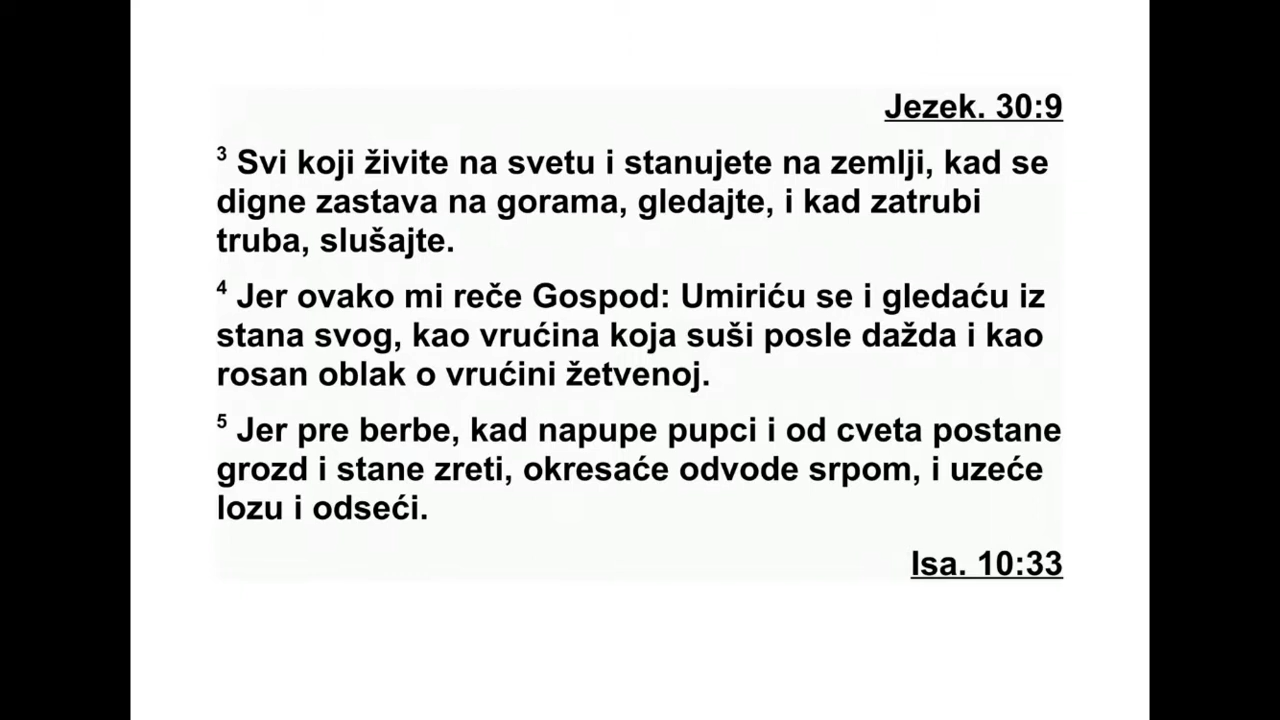 Jezek. 30:9
3 Svi koji živite na svetu i stanujete na zemlji, kad se
digne zastava na gorama, gledajte, i kad zatrubi
truba, slušajte.
4 Jer ovako mi reče Gospod: Umiriću se i gledaću iz
stana svog, kao vrućina koja suši posle dažda i kao
rosan oblak o vrućini žetvenoj.
5 Jer pre berbe, kad napupe pupci i od cveta postane
grozd i stane zreti, okresaće odvode srpom, i uzeće
lozu i odseći.
Isa. 10:33